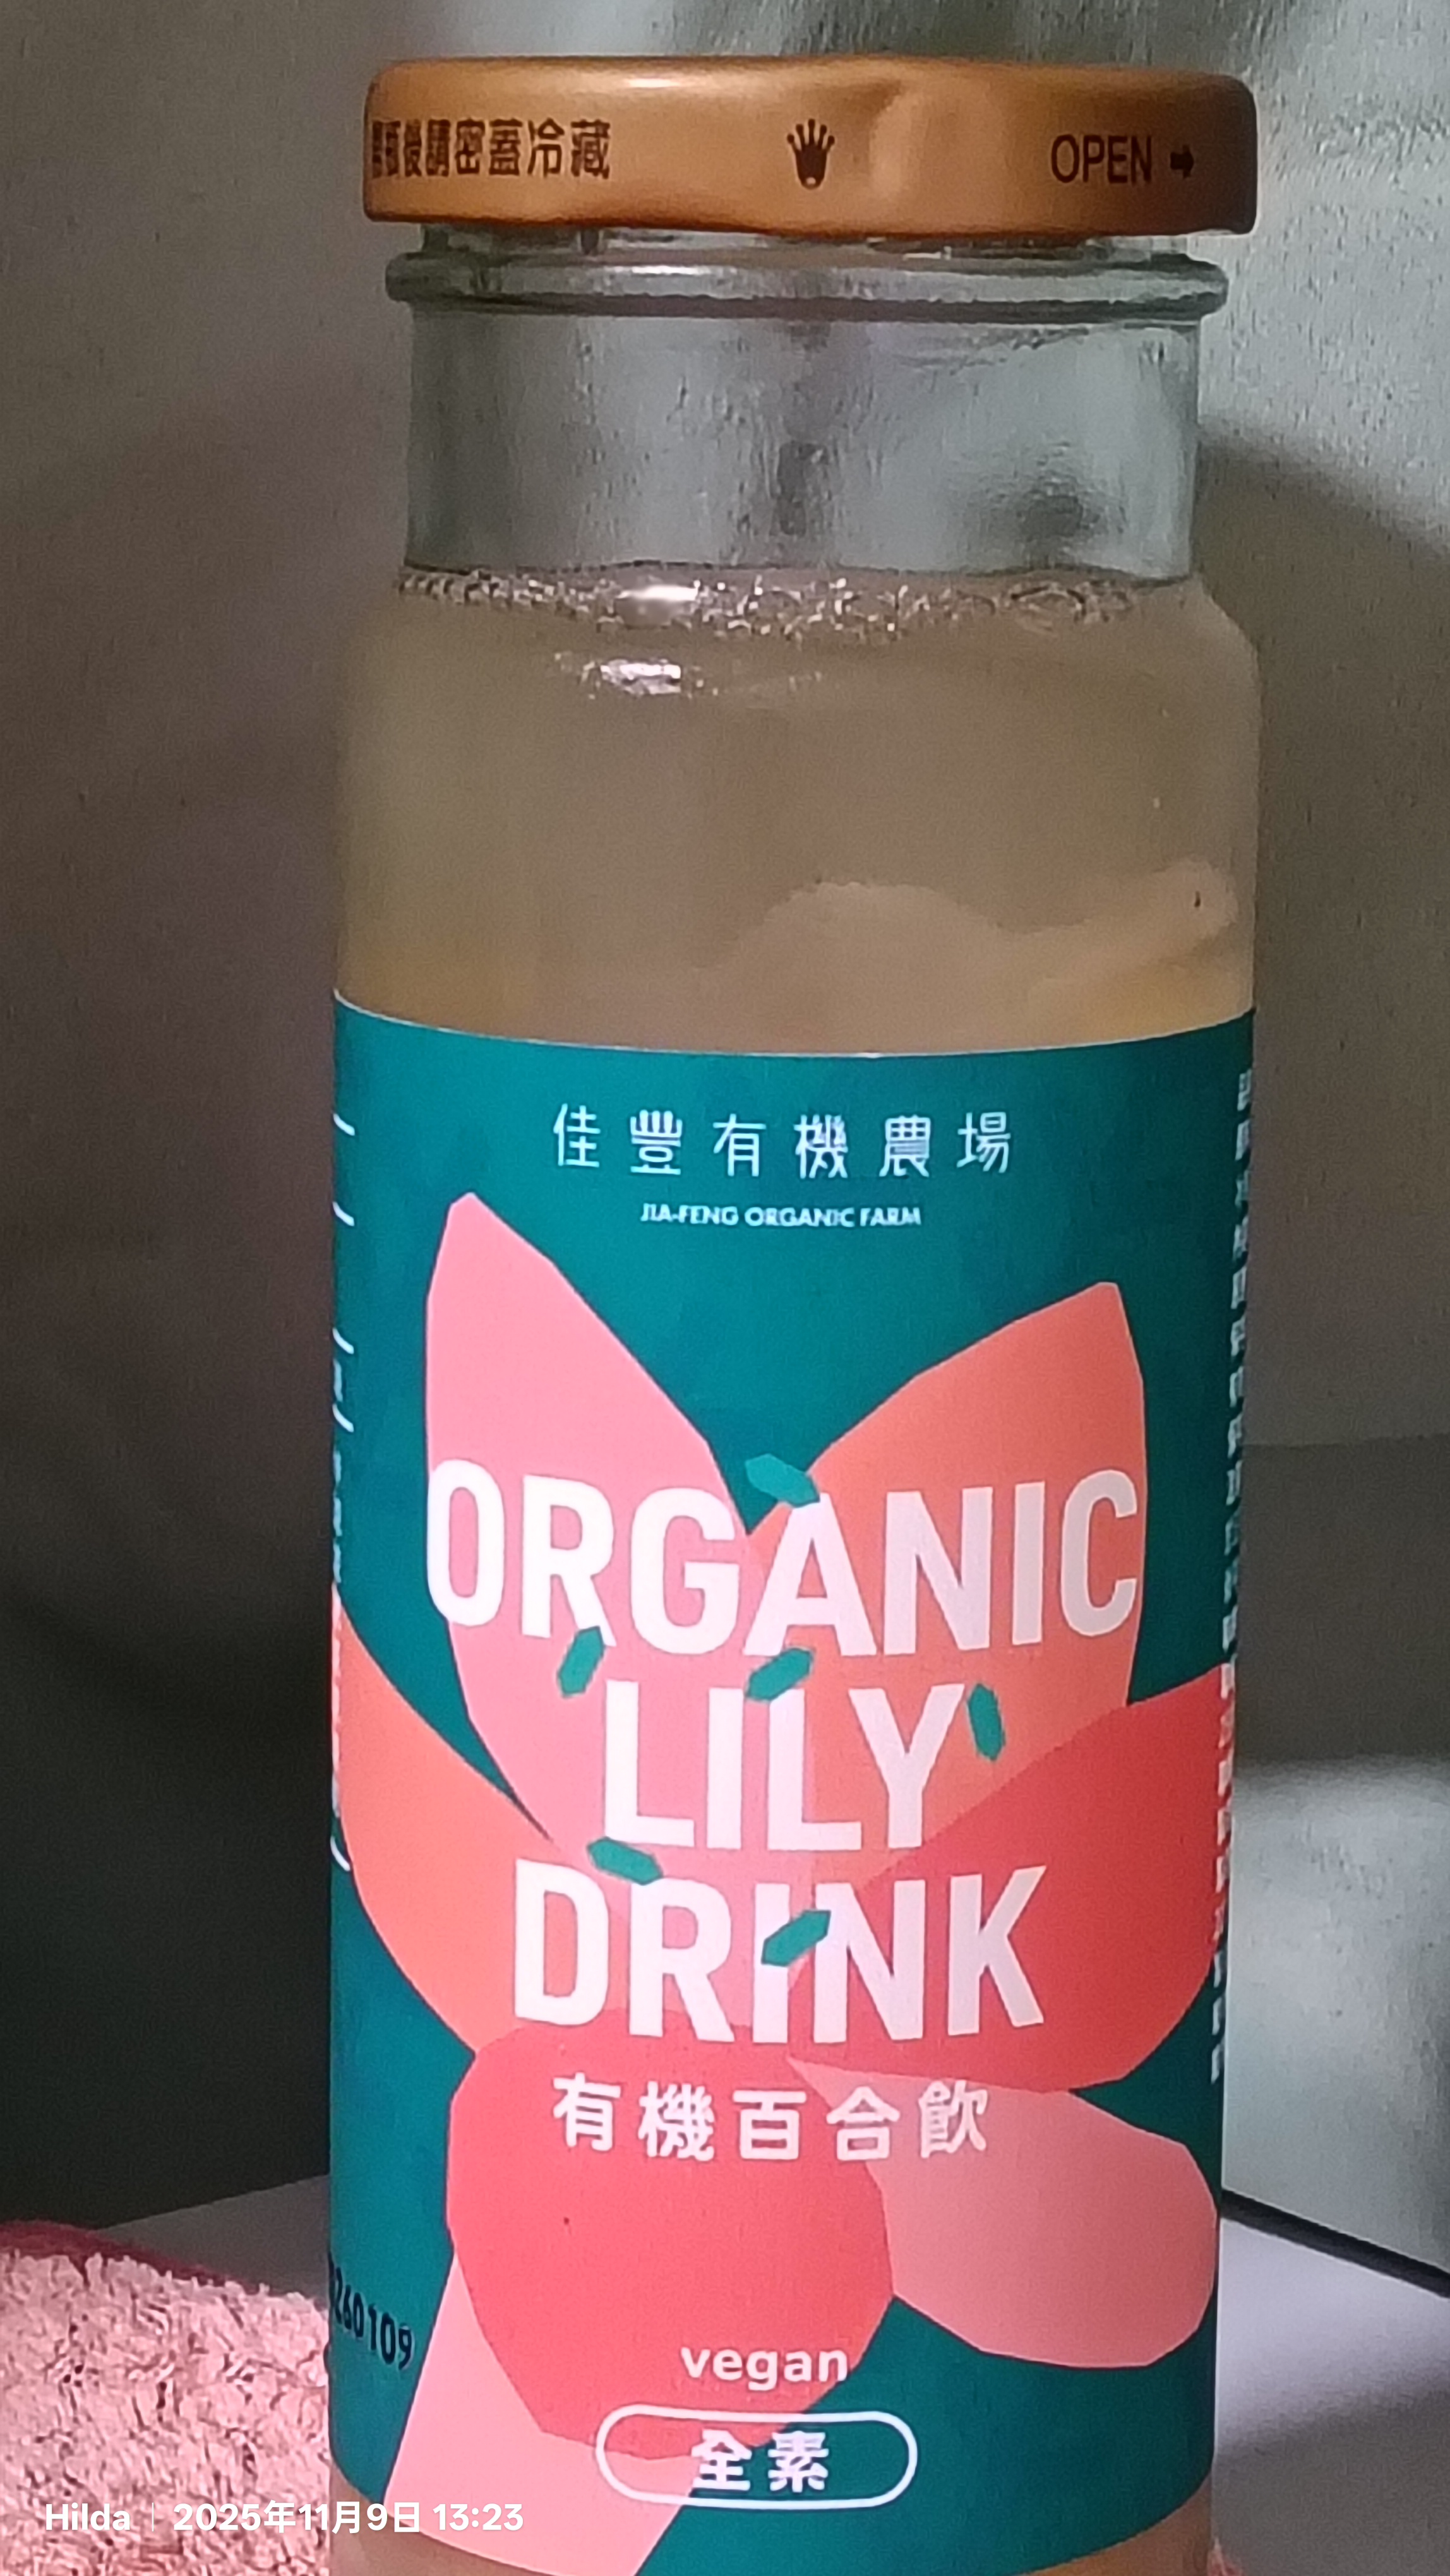 瓶後請密蓋冷藏
OPEN
佳豐有機農場
JIA-FENG ORGANIC FARM
ORGANIC
LILY
DRINK
有機百合飲
260109
vegan
全素
Hilda | 2025年11月9日 13:23